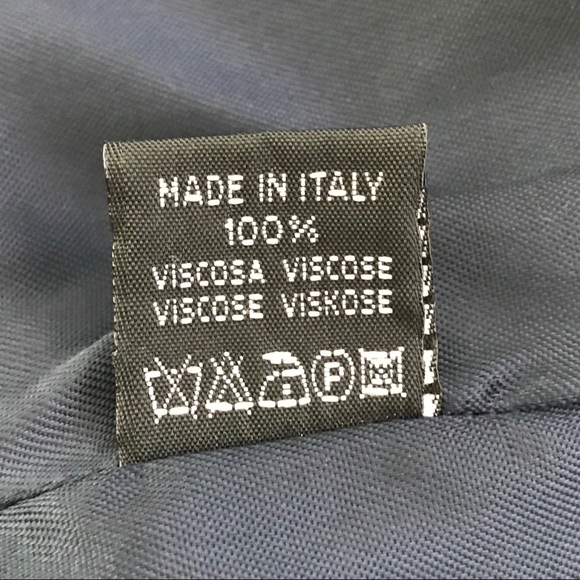 MADE IN ITALY
100%
VISCOSA VISCOSE
VISCOSE VISKOSE
P